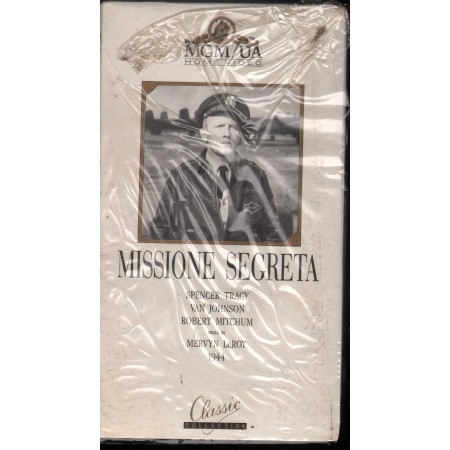 MGM/UA
HOME VIDEO
MISSIONE SEGRETA
SPENCER TRACY
VAN JOHNSON
ROBERT MITCHUM
MERVYN LeROY
1944
Classic
COLLECTION